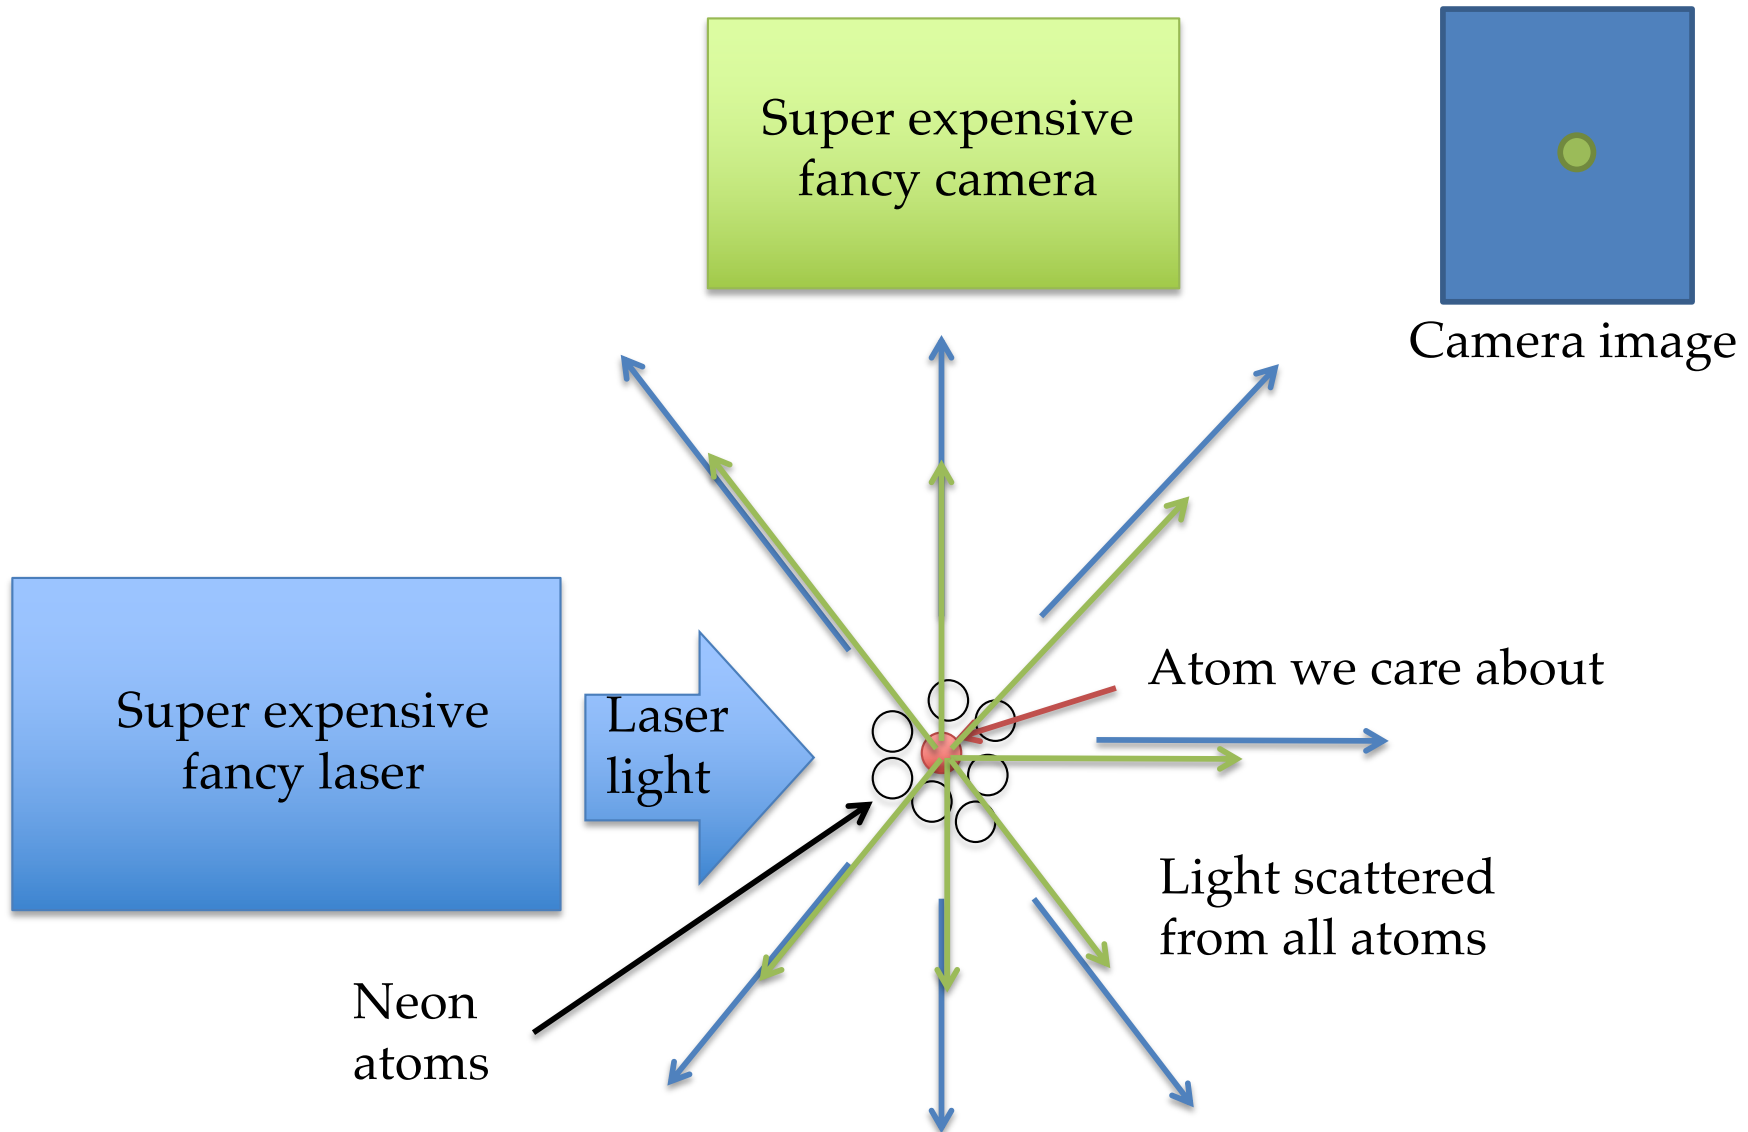 Super expensive
fancy camera
Camera image
Super expensive
fancy laser
Laser
light
Atom we care about
Light scattered
from all atoms
Neon
atoms